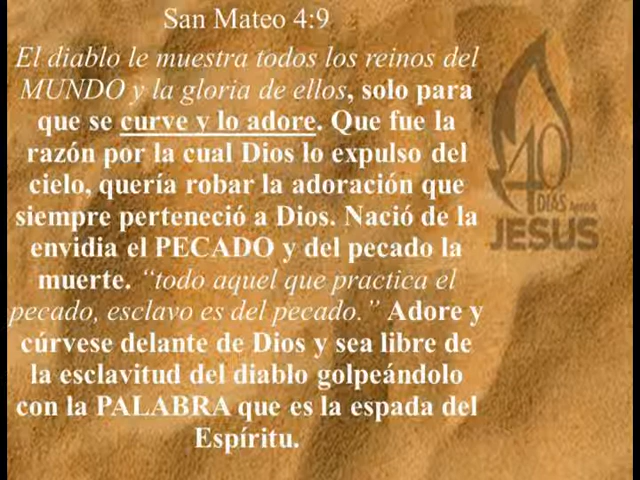 San Mateo 4:9
El diablo le muestra todos los reinos del
MUNDO y la gloria de ellos, solo para
que se curve y lo adore. Que fue la
razón por la cual Dios lo expulso del
cielo, quería robar la adoración que
siempre perteneció a Dios. Nació de la
envidia el PECADO y del pecado la
muerte. “todo aquel que practica el
pecado, esclavo es del pecado.” Adore y
cúrvese delante de Dios y sea libre de
la esclavitud del diablo golpeándolo
con la PALABRA que es la espada del
Espíritu.
40
DIAS
JESUS